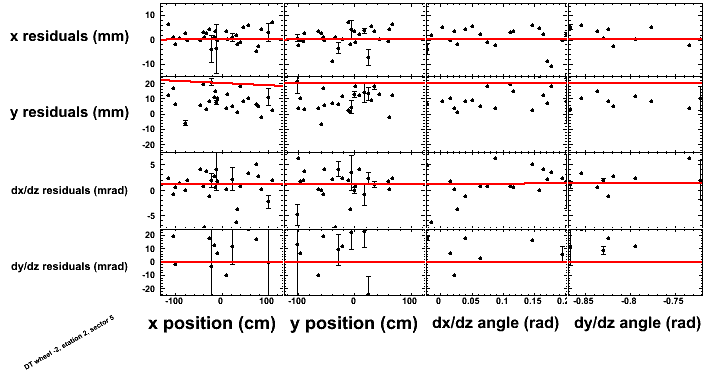 x residuals (mm)
10
0
-10
y residuals (mm)
20
10
0
-10
-20
dx/dz residuals (mrad)
5
0
-5
dy/dz residuals (mrad)
20
10
0
-10
-20
-100 0 100 -100 0 100 0 0.05 0.1 0.15 0.2 -0.85 -0.8 -0.75
x position (cm) y position (cm) dx/dz angle (rad) dy/dz angle (rad)
DT wheel -2, station 2, sector 5